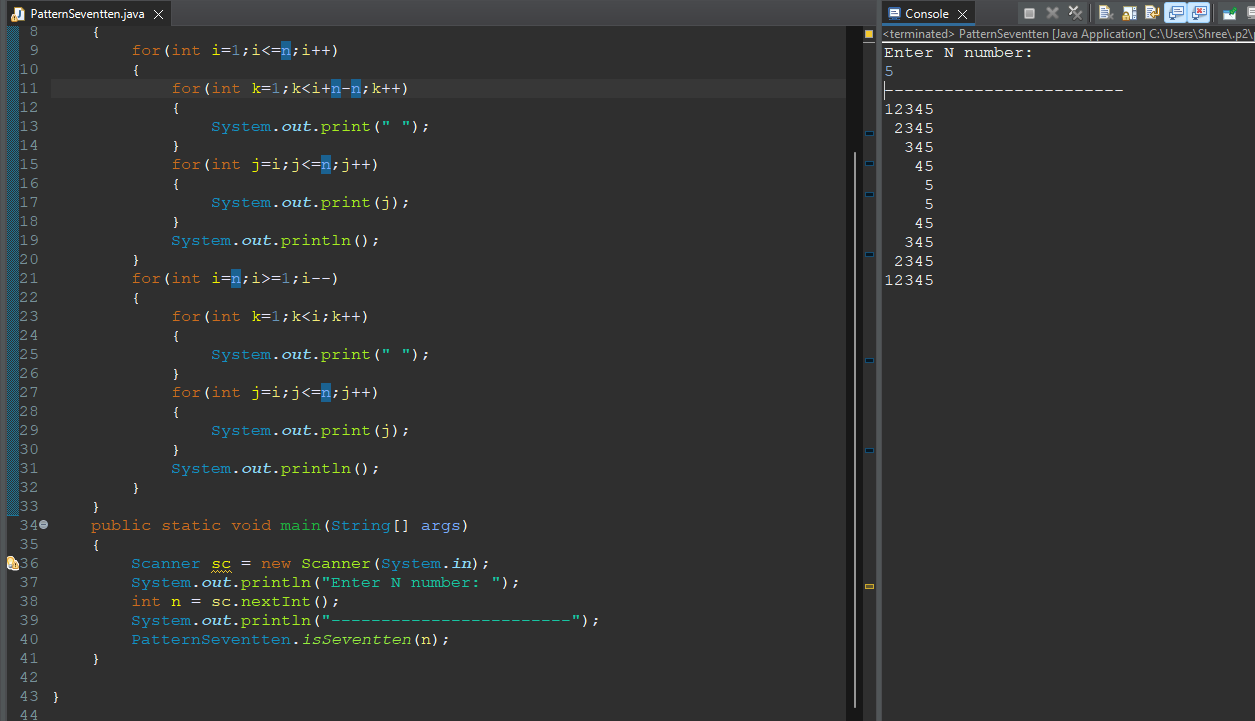 PatternSeventten.java
8 {
9 for(int i=1;i<=n;i++)
10 {
11 for(int k=1;k<i+n-n;k++)
12 {
13 System.out.print(" ");
14 }
15 for(int j=i;j<=n;j++)
16 {
17 System.out.print(j);
18 }
19 System.out.println();
20 }
21 for(int i=n;i>=1;i--)
22 {
23 for(int k=1;k<i;k++)
24 {
25 System.out.print(" ");
26 }
27 for(int j=i;j<=n;j++)
28 {
29 System.out.print(j);
30 }
31 System.out.println();
32 }
33 }
34 public static void main(String[] args)
35 {
36 Scanner sc = new Scanner(System.in);
37 System.out.println("Enter N number: ");
38 int n = sc.nextInt();
39 System.out.println("------------------------");
40 PatternSeventten.isSeventten(n);
41 }
42
43 }
44
Console
<terminated> PatternSeventten [Java Application] C:\Users\Shree\.p2\
Enter N number:
5
------------------------
12345
2345
345
45
5
5
45
345
2345
12345